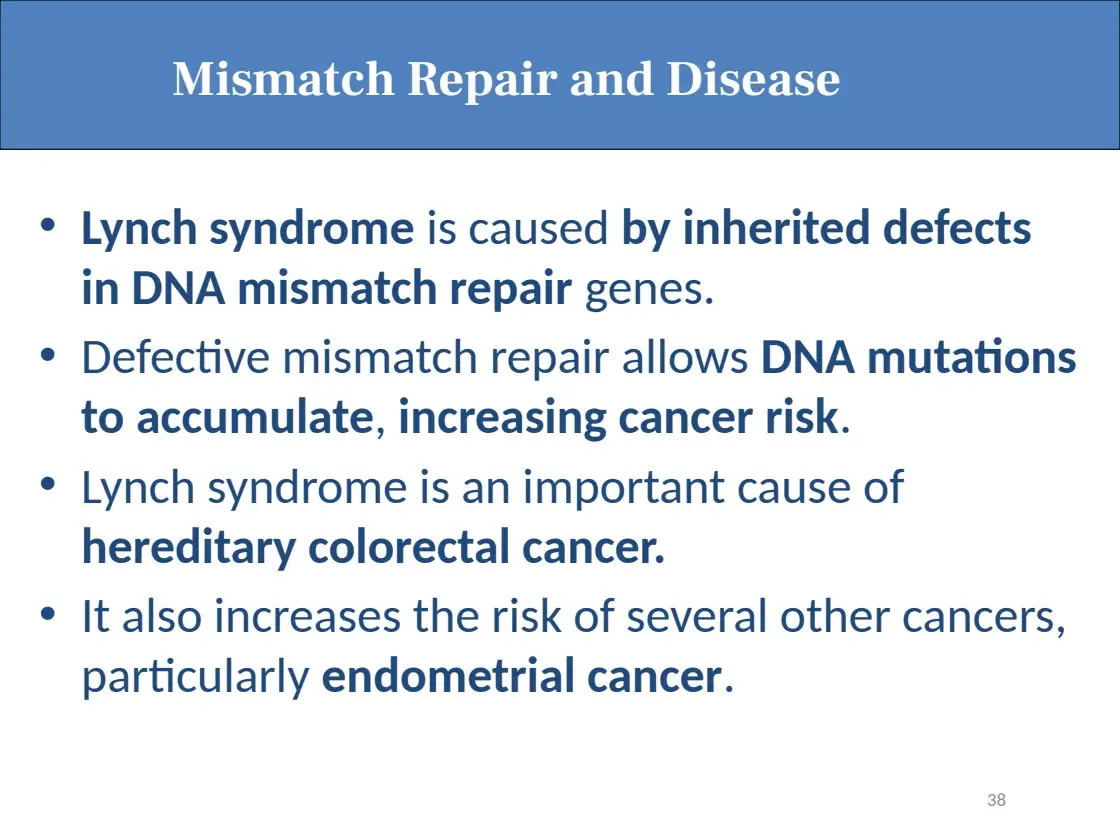 Mismatch Repair and Disease
• Lynch syndrome is caused by inherited defects
in DNA mismatch repair genes.
• Defective mismatch repair allows DNA mutations
to accumulate, increasing cancer risk.
• Lynch syndrome is an important cause of
hereditary colorectal cancer.
• It also increases the risk of several other cancers,
particularly endometrial cancer.
38